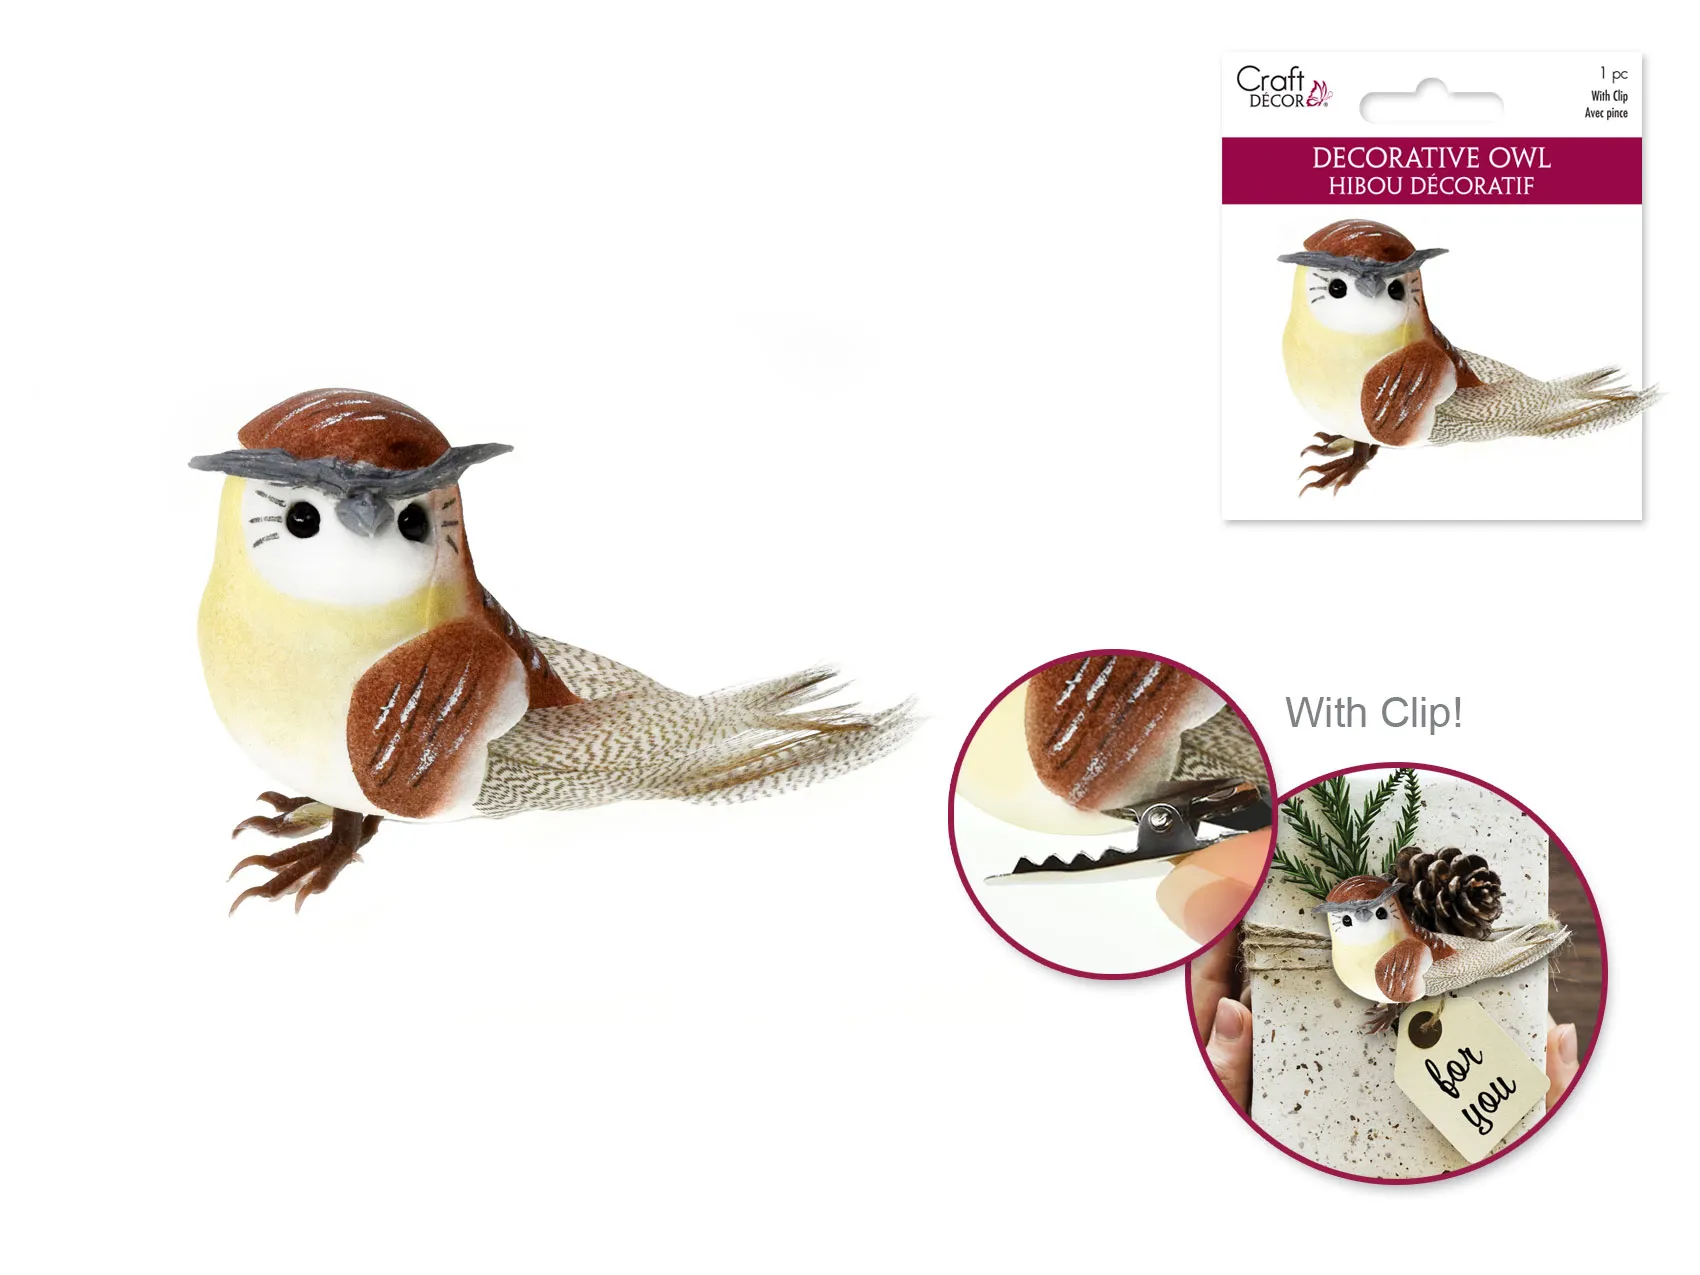 Craft
DÉCOR
1 pc
With Clip
Avec pince
DECORATIVE OWL
HIBOU DÉCORATIF
With Clip!
for
you